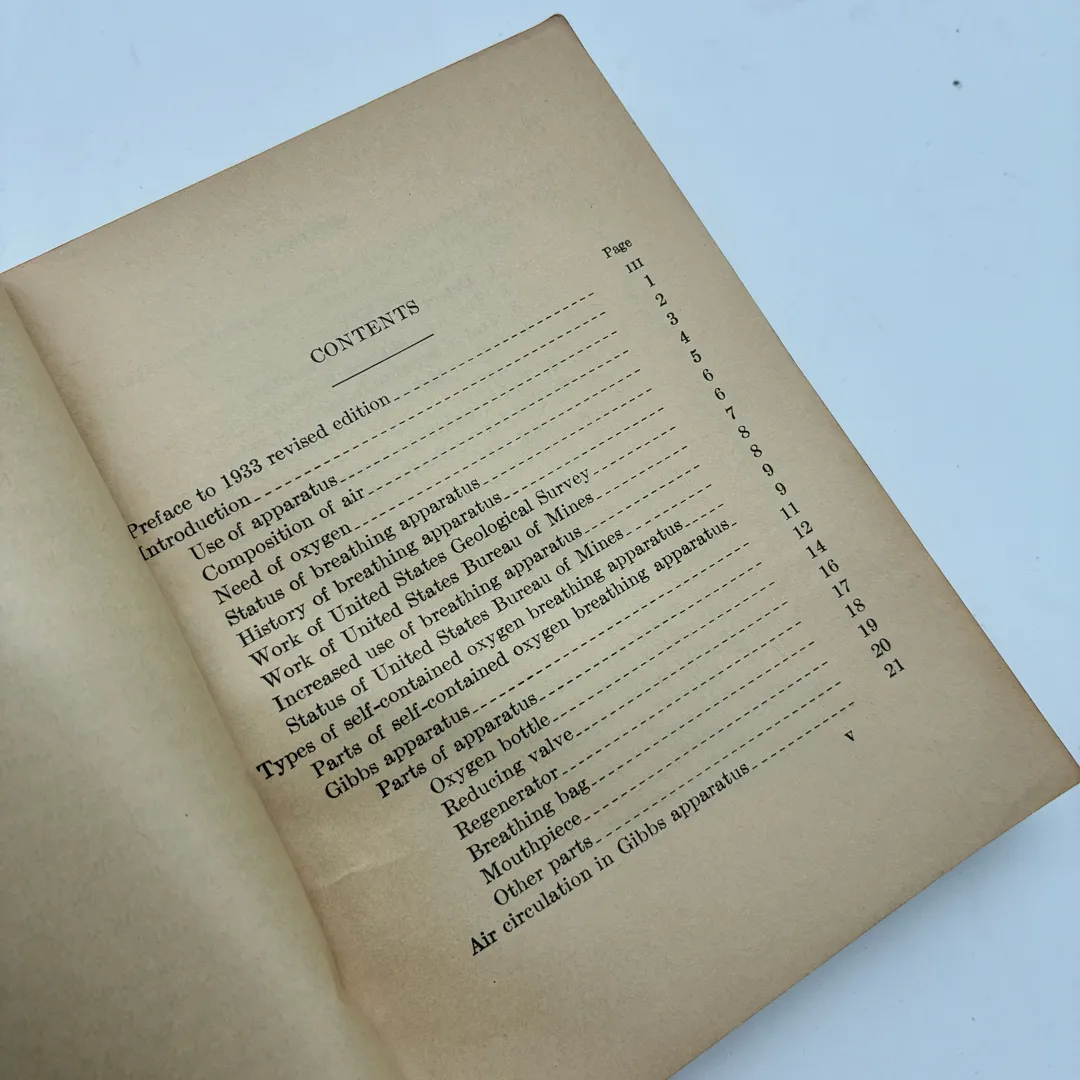 CONTENTS
Page
Preface to 1933 revised edition III
Introduction 1
Use of apparatus 2
Composition of air 3
Need of oxygen 4
Status of breathing apparatus 5
History of breathing apparatus 6
Work of United States Geological Survey 6
Work of United States Bureau of Mines 7
Increased use of breathing apparatus 8
Status of United States Bureau of Mines 8
Types of self-contained oxygen breathing apparatus 9
Parts of self-contained oxygen breathing apparatus 9
Gibbs apparatus 11
Parts of apparatus 12
Oxygen bottle 14
Reducing valve 16
Regenerator 17
Breathing bag 18
Mouthpiece 19
Other parts 20
Air circulation in Gibbs apparatus 21
V